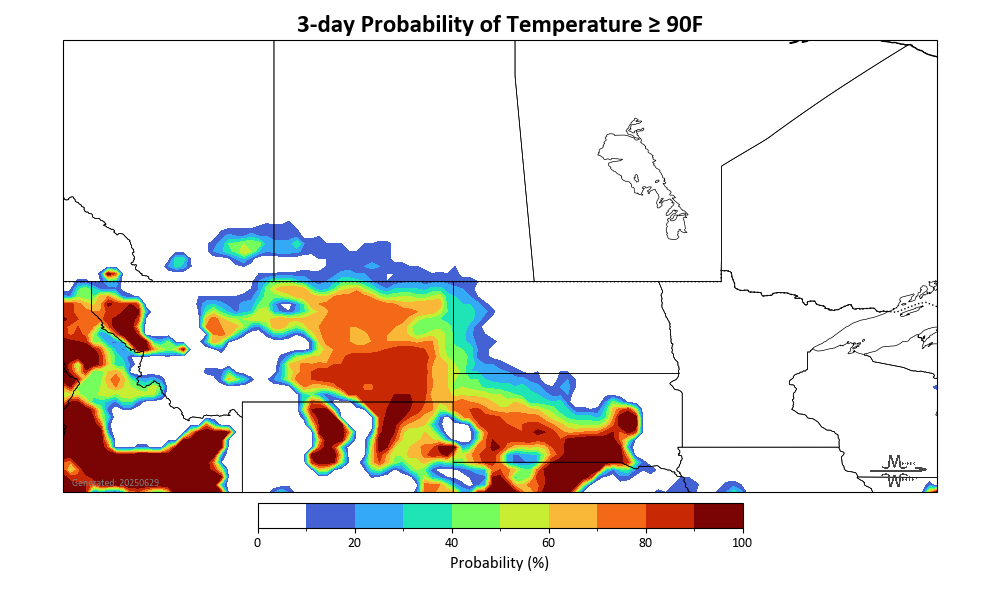 3-day Probability of Temperature ≥ 90F
Generated: 20250629
M
W
0 20 40 60 80 100
Probability (%)